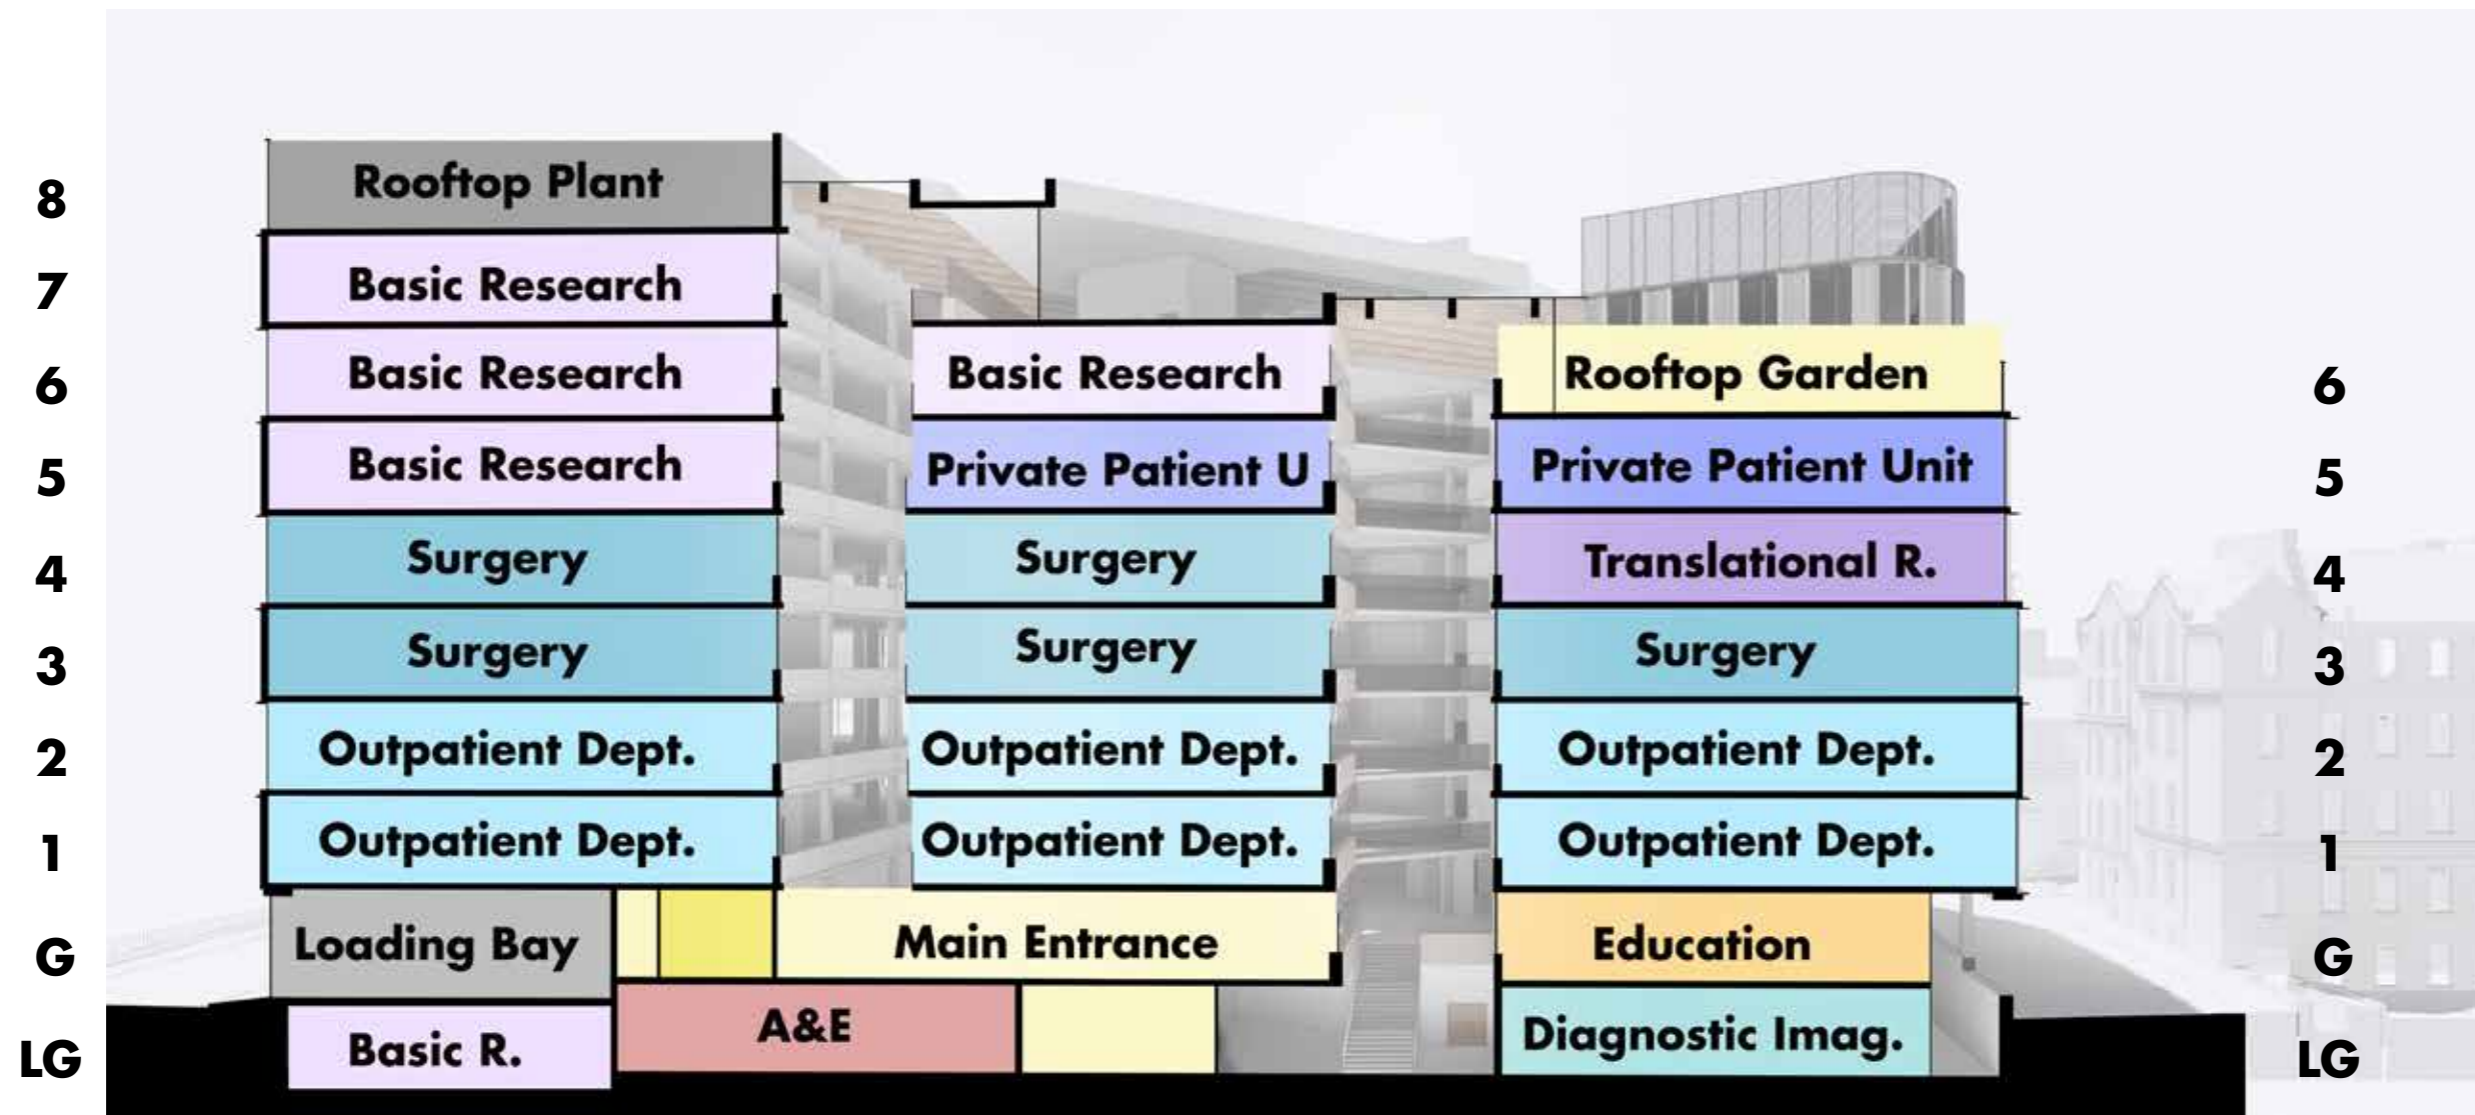 8 Rooftop Plant
7 Basic Research
6 Basic Research Basic Research Rooftop Garden 6
5 Basic Research Private Patient U Private Patient Unit 5
4 Surgery Surgery Translational R. 4
3 Surgery Surgery Surgery 3
2 Outpatient Dept. Outpatient Dept. Outpatient Dept. 2
1 Outpatient Dept. Outpatient Dept. Outpatient Dept. 1
G Loading Bay Main Entrance Education G
LG Basic R. A&E Diagnostic Imag. LG